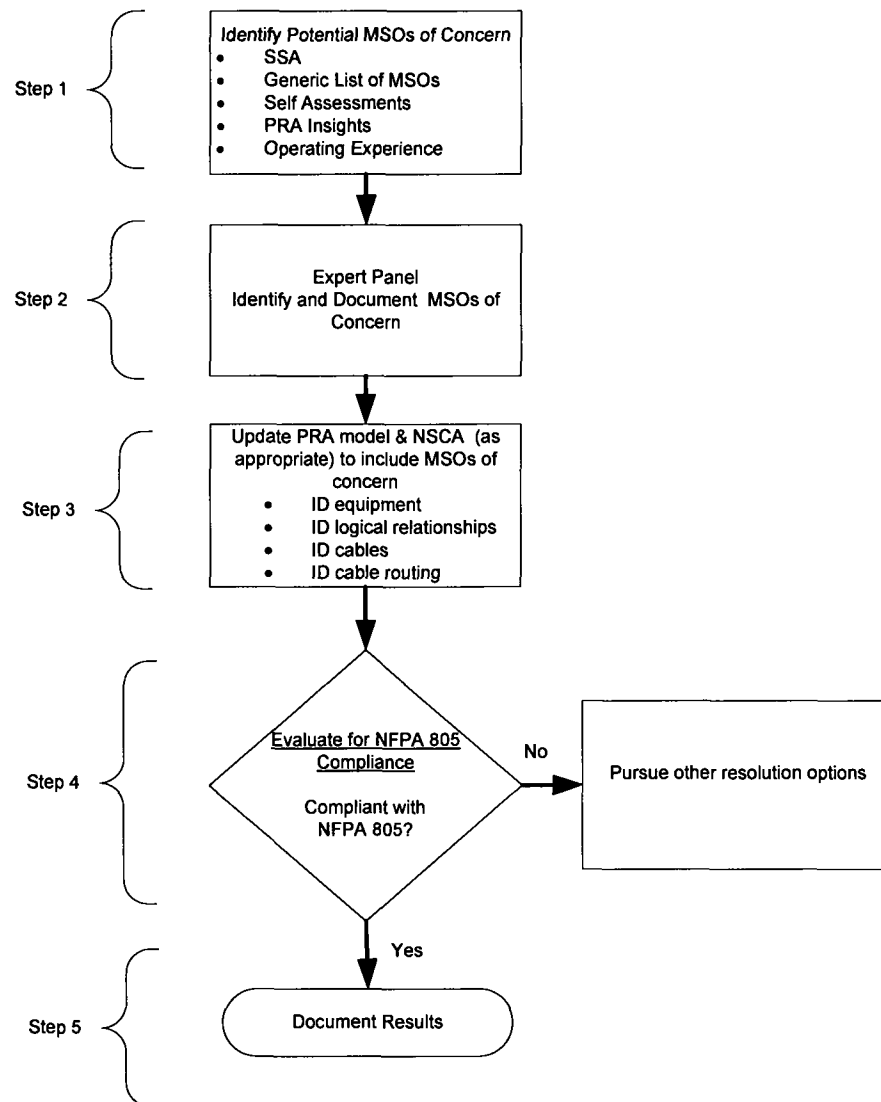 Step 1
Identify Potential MSOs of Concern
• SSA
• Generic List of MSOs
• Self Assessments
• PRA Insights
• Operating Experience
Step 2
Expert Panel
Identify and Document MSOs of
Concern
Step 3
Update PRA model & NSCA (as
appropriate) to include MSOs of
concern
• ID equipment
• ID logical relationships
• ID cables
• ID cable routing
Step 4
Evaluate for NFPA 805
Compliance
Compliant with
NFPA 805?
No
Pursue other resolution options
Yes
Step 5
Document Results